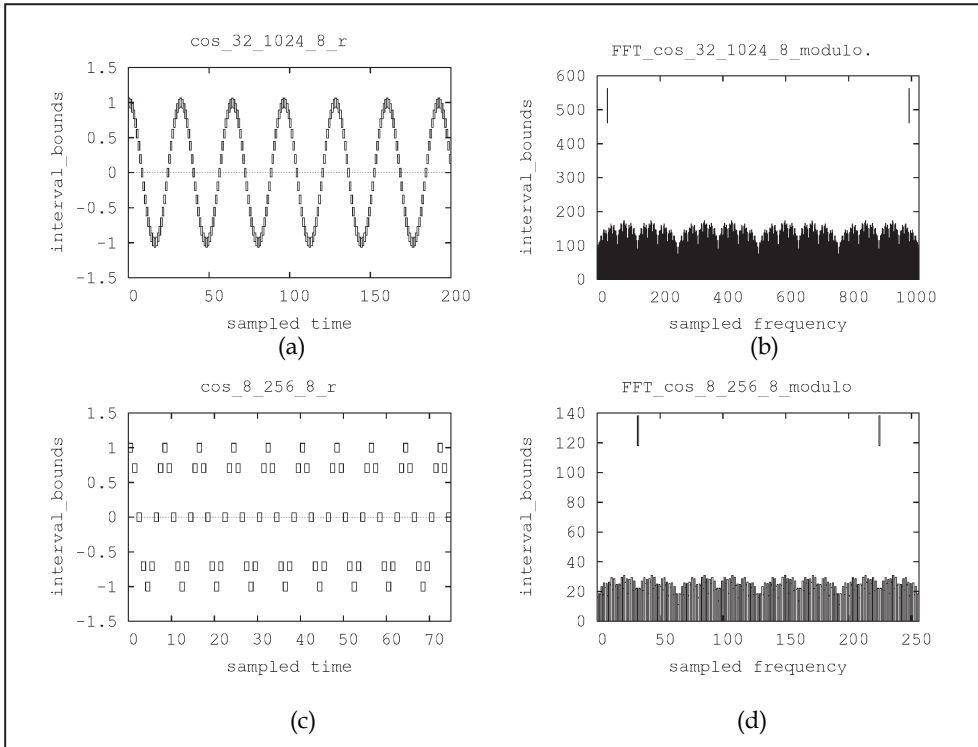 cos_32_1024_8_r
interval_bounds
1.5
1
0.5
0
-0.5
-1
-1.5
0 50 100 150 200
sampled time
(a)
FFT_cos_32_1024_8_modulo.
interval_bounds
600
500
400
300
200
100
0
0 200 400 600 800 1000
sampled frequency
(b)
cos_8_256_8_r
interval_bounds
1.5
1
0.5
0
-0.5
-1
-1.5
0 10 20 30 40 50 60 70
sampled time
(c)
FFT_cos_8_256_8_modulo
interval_bounds
140
120
100
80
60
40
20
0
0 50 100 150 200 250
sampled frequency
(d)